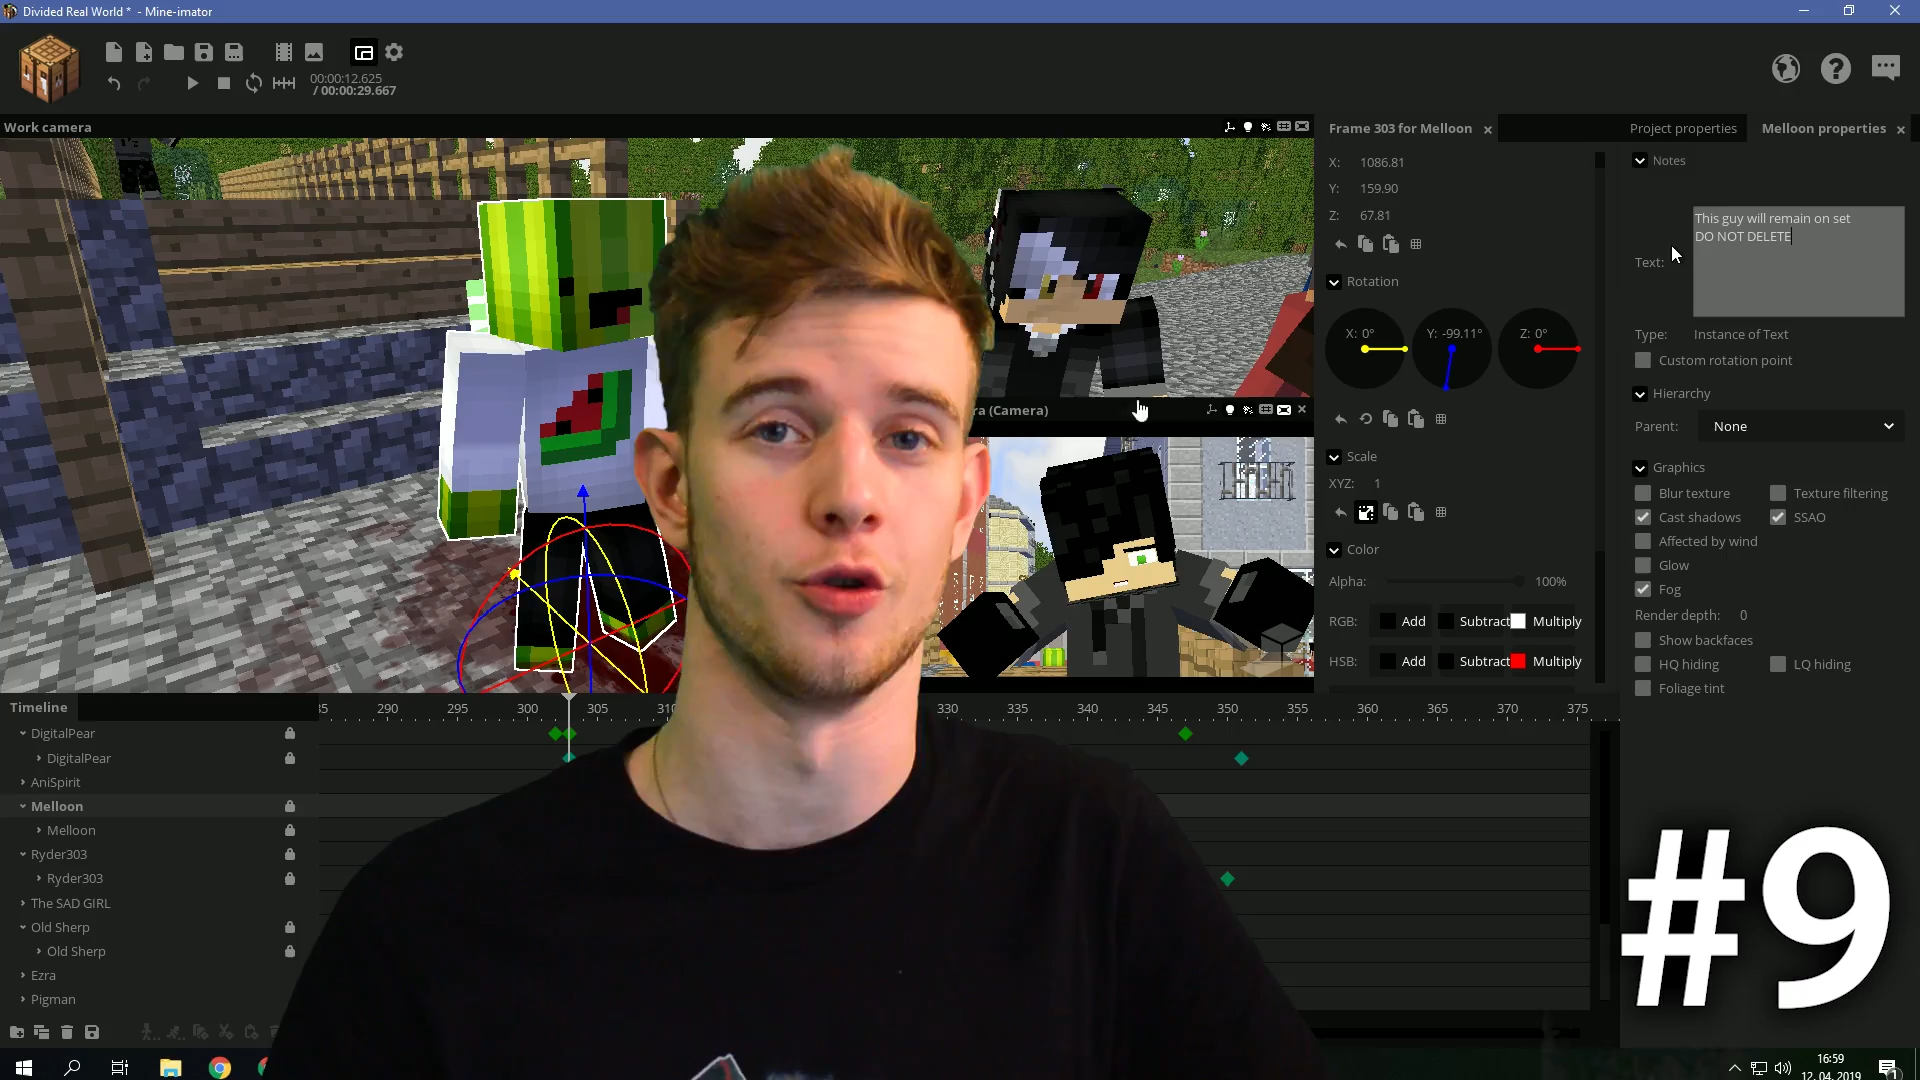 Divided Real World * - Mine-imator
00:00:12.625
/ 00:00:29.667
Work camera
Frame 303 for Melloon
Project properties
Melloon properties
X: 1086.81
Y: 159.90
Z: 67.81
Notes
This guy will remain on set
DO NOT DELETE
Text:
Rotation
X: 0°
Y: -99.11°
Z: 0°
Type: Instance of Text
Custom rotation point
Hierarchy
Parent: None
ra (Camera)
Scale
XYZ: 1
Graphics
Blur texture
Texture filtering
Cast shadows
SSAO
Affected by wind
Glow
Fog
Render depth: 0
Show backfaces
HQ hiding
LQ hiding
Foliage tint
Color
Alpha: 100%
RGB: Add Subtract Multiply
HSB: Add Subtract Multiply
Timeline
85 290 295 300 305 310 330 335 340 345 350 355 360 365 370 375
DigitalPear
DigitalPear
AniSpirit
Melloon
Melloon
Ryder303
Ryder303
The SAD GIRL
Old Sherp
Old Sherp
Ezra
Pigman
#9
16:59
12. 04. 2019
1